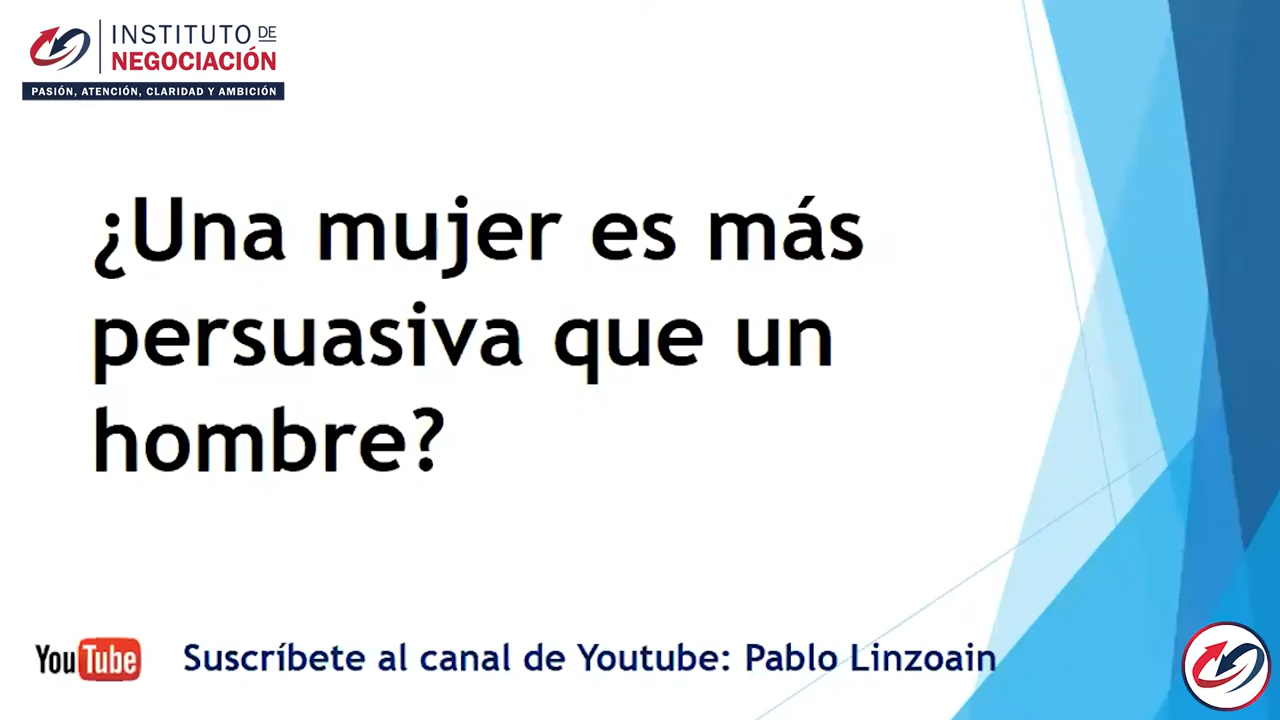 INSTITUTO DE
NEGOCIACIÓN
PASIÓN, ATENCIÓN, CLARIDAD Y AMBICIÓN
¿Una mujer es más
persuasiva que un
hombre?
YouTube Suscríbete al canal de Youtube: Pablo Linzoain